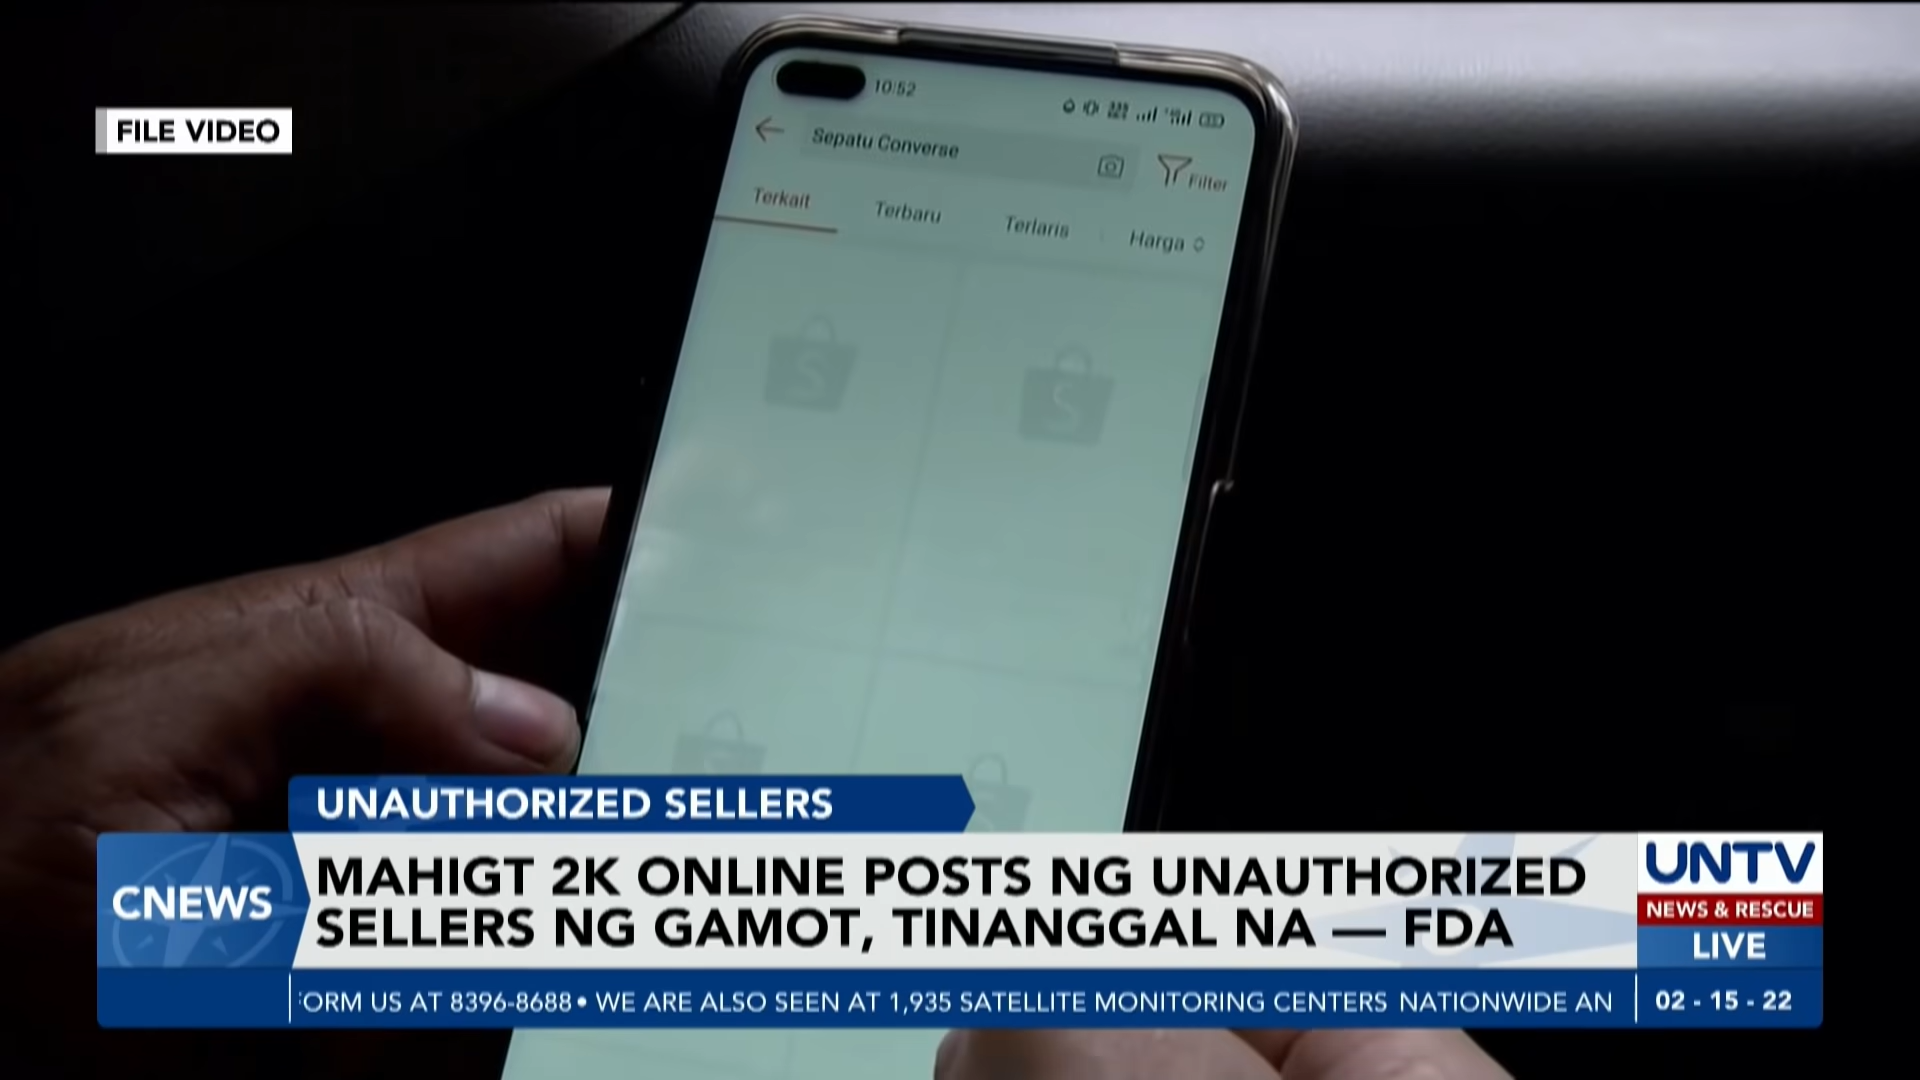 FILE VIDEO
10:52
Sepatu Converse
Filter
Terkait
Terbaru
Terlaris
Harga
UNAUTHORIZED SELLERS
CNEWS
MAHIGT 2K ONLINE POSTS NG UNAUTHORIZED
SELLERS NG GAMOT, TINANGGAL NA — FDA
UNTV
NEWS & RESCUE
LIVE
ORM US AT 8396-8688 • WE ARE ALSO SEEN AT 1,935 SATELLITE MONITORING CENTERS NATIONWIDE AN
02 - 15 - 22